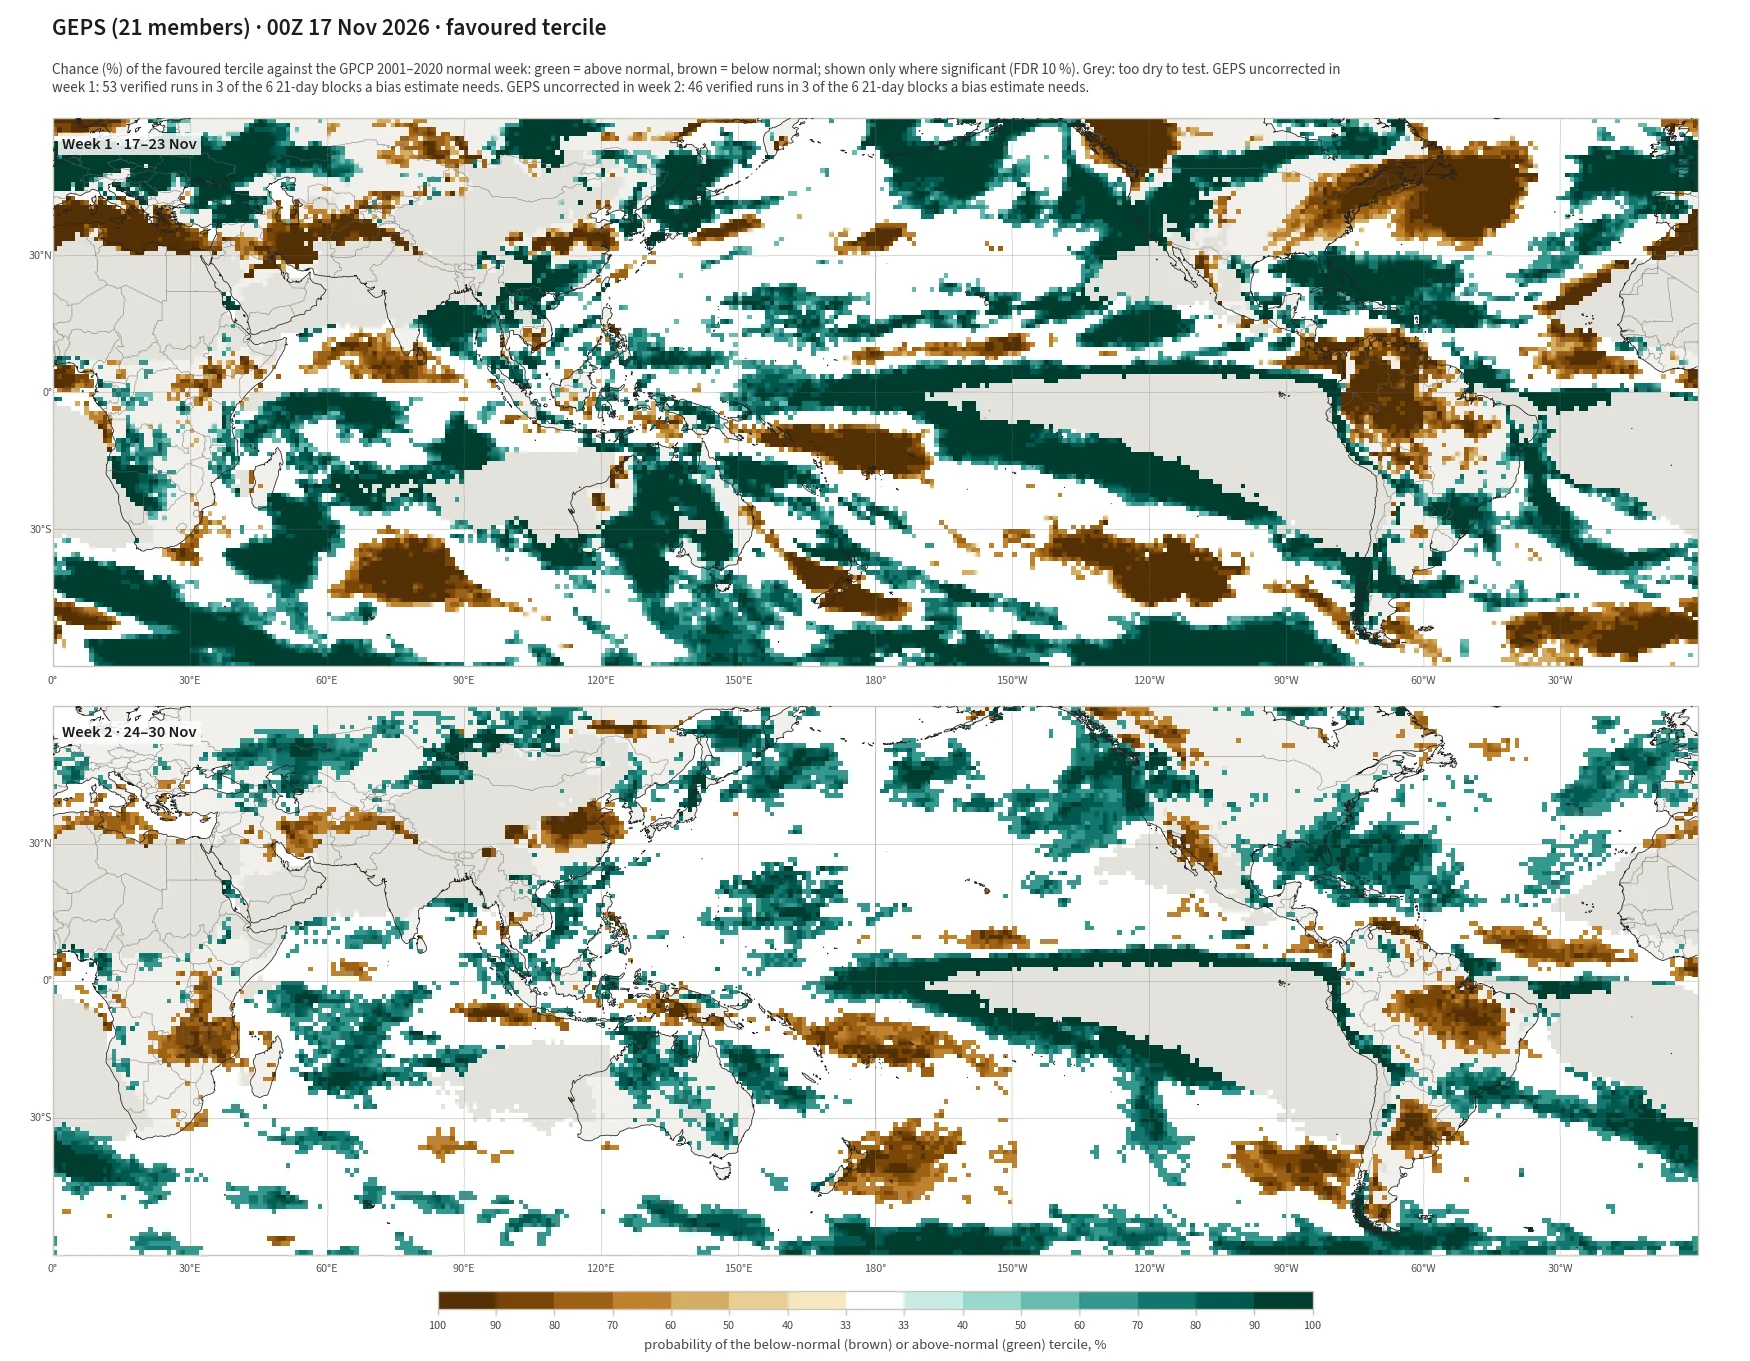 GEPS (21 members) · 00Z 17 Nov 2026 · favoured tercile
Chance (%) of the favoured tercile against the GPCP 2001–2020 normal week: green = above normal, brown = below normal; shown only where significant (FDR 10 %). Grey: too dry to test. GEPS uncorrected in
week 1: 53 verified runs in 3 of the 6 21-day blocks a bias estimate needs. GEPS uncorrected in week 2: 46 verified runs in 3 of the 6 21-day blocks a bias estimate needs.
Week 1 · 17–23 Nov
30°N
0°
30°S
0° 30°E 60°E 90°E 120°E 150°E 180° 150°W 120°W 90°W 60°W 30°W
Week 2 · 24–30 Nov
30°N
0°
30°S
0° 30°E 60°E 90°E 120°E 150°E 180° 150°W 120°W 90°W 60°W 30°W
100 90 80 70 60 50 40 33 33 40 50 60 70 80 90 100
probability of the below-normal (brown) or above-normal (green) tercile, %